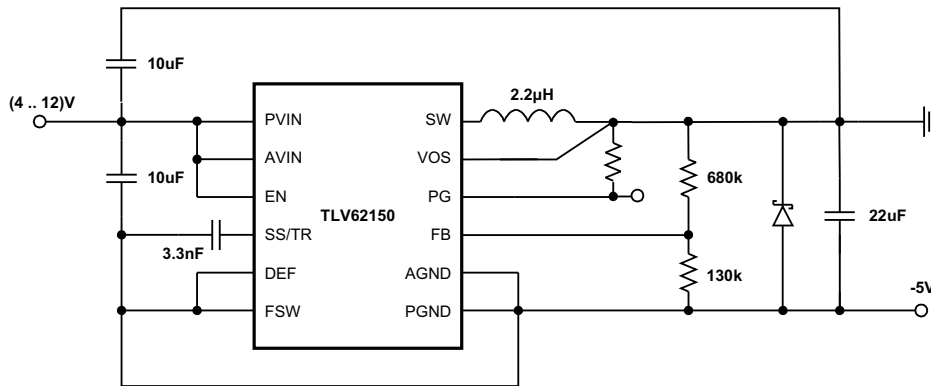 10uF
(4 .. 12)V
10uF
3.3nF
PVIN
AVIN
EN
SS/TR
DEF
FSW
TLV62150
SW
VOS
PG
FB
AGND
PGND
2.2µH
680k
130k
22uF
-5V